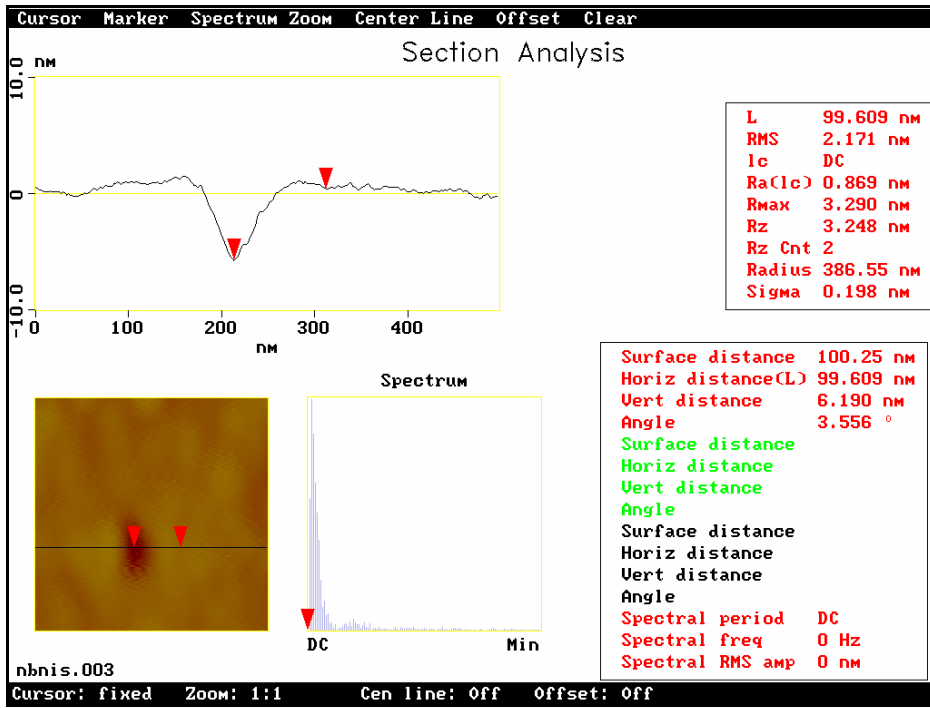 Cursor Marker Spectrum Zoom Center Line Offset Clear
Section Analysis
10.0 nM
0
-10.0
0 100 200 300 400
nM
L 99.609 nM
RMS 2.171 nM
lc DC
Ra(lc) 0.869 nM
RMax 3.290 nM
Rz 3.248 nM
Rz Cnt 2
Radius 386.55 nM
SigMa 0.198 nM
Surface distance 100.25 nM
Horiz distance(L) 99.609 nM
Vert distance 6.190 nM
Angle 3.556 °
Surface distance
Horiz distance
Vert distance
Angle
Surface distance
Horiz distance
Vert distance
Angle
Spectral period DC
Spectral freq 0 Hz
Spectral RMS aMp 0 nM
SpectruM
DC Min
nbnis.003
Cursor: fixed ZooM: 1:1 Cen line: Off Offset: Off